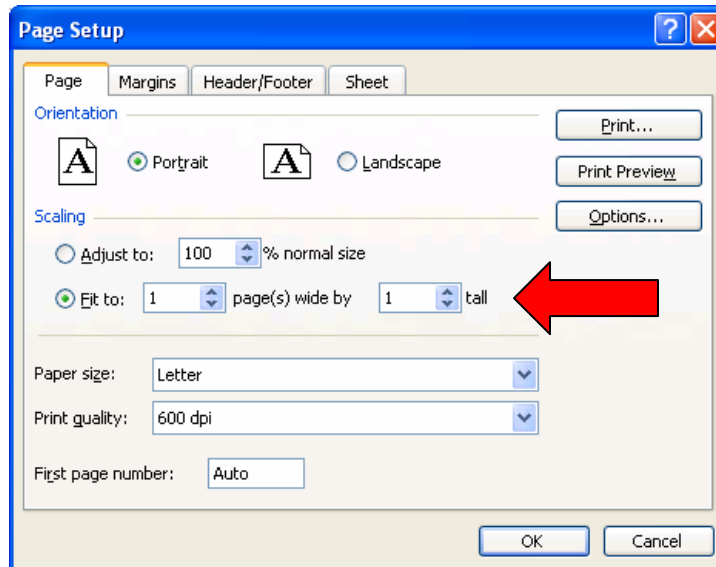 Page Setup
Page Margins Header/Footer Sheet
Orientation
A Portrait A Landscape
Print...
Print Preview
Scaling
Options...
Adjust to: 100 % normal size
Fit to: 1 page(s) wide by 1 tall
Paper size: Letter
Print quality: 600 dpi
First page number: Auto
OK Cancel